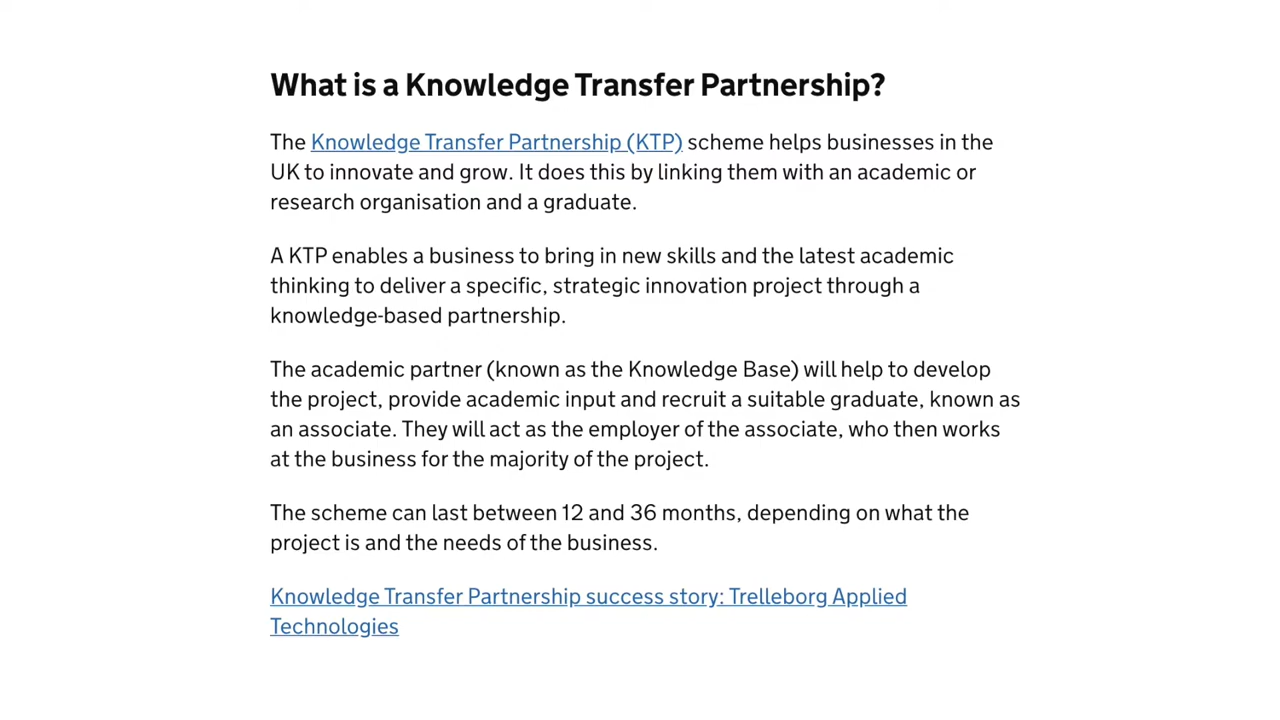 What is a Knowledge Transfer Partnership?
The Knowledge Transfer Partnership (KTP) scheme helps businesses in the
UK to innovate and grow. It does this by linking them with an academic or
research organisation and a graduate.
A KTP enables a business to bring in new skills and the latest academic
thinking to deliver a specific, strategic innovation project through a
knowledge-based partnership.
The academic partner (known as the Knowledge Base) will help to develop
the project, provide academic input and recruit a suitable graduate, known as
an associate. They will act as the employer of the associate, who then works
at the business for the majority of the project.
The scheme can last between 12 and 36 months, depending on what the
project is and the needs of the business.
Knowledge Transfer Partnership success story: Trelleborg Applied
Technologies